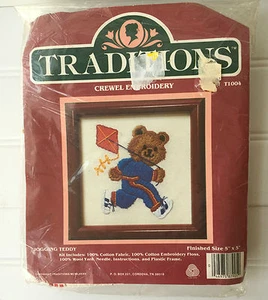 TRADITIONS™
CREWEL EMBROIDERY
T1004
JOGGING TEDDY
Finished Size 5" x 5"
Kit Includes: 100% Cotton Fabric, 100% Cotton Embroidery Floss,
100% Wool Yarn, Needle, Instructions, and Plastic Frame.